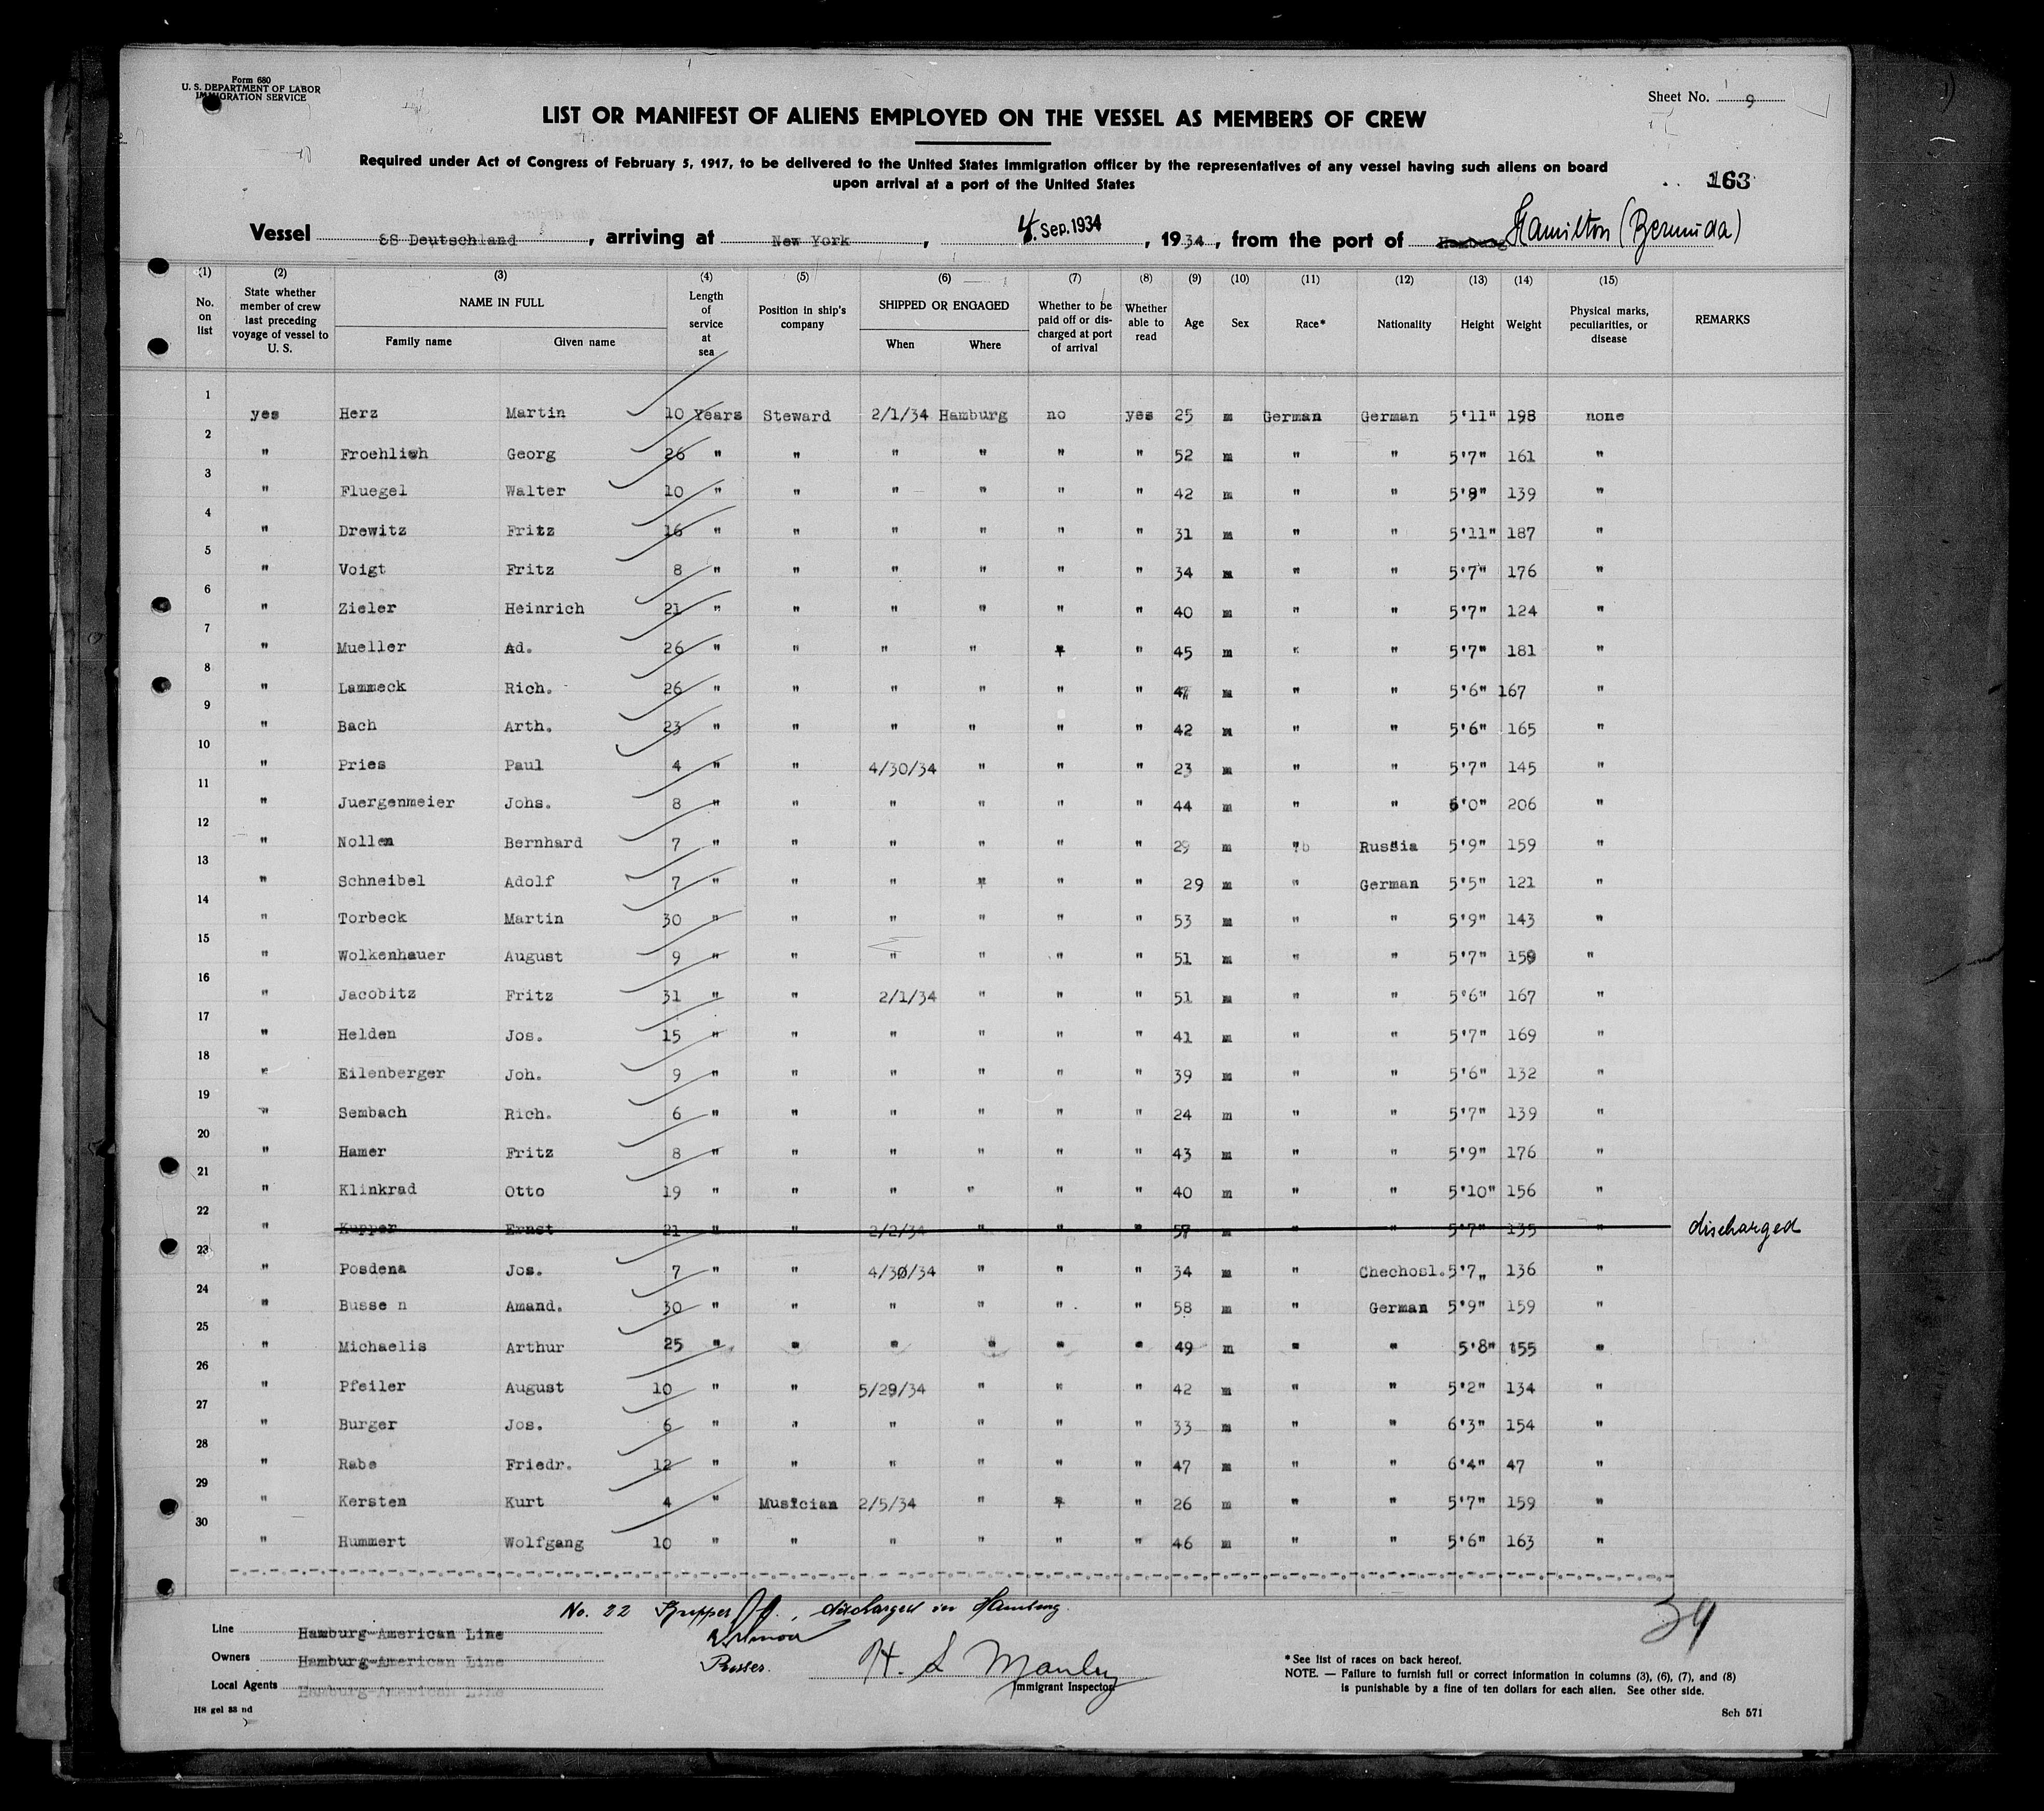 Form 680
U. S. DEPARTMENT OF LABOR
IMMIGRATION SERVICE
Sheet No. 9
LIST OR MANIFEST OF ALIENS EMPLOYED ON THE VESSEL AS MEMBERS OF CREW
Required under Act of Congress of February 5, 1917, to be delivered to the United States Immigration officer by the representatives of any vessel having such aliens on board
upon arrival at a port of the United States
163
Vessel SS Deutschland, arriving at New York, 4 Sep. 1934, 1934, from the port of Hamburg Hamilton (Bermuda)
(1) (2) (3) (4) (5) (6) (7) (8) (9) (10) (11) (12) (13) (14) (15)
No. on list | State whether member of crew last preceding voyage of vessel to U. S. | NAME IN FULL Family name Given name | Length of service at sea | Position in ship's company | SHIPPED OR ENGAGED When Where | Whether to be paid off or discharged at port of arrival | Whether able to read | Age | Sex | Race* | Nationality | Height | Weight | Physical marks, peculiarities, or disease | REMARKS
1 yes Herz Martin 10 Years Steward 2/1/34 Hamburg no yes 25 m German German 5'11" 198 none
2 " Froehlich Georg 26 " " " " " " 52 m " " 5'7" 161 "
3 " Fluegel Walter 10 " " " " " " 42 m " " 5'8" 139 "
4 " Drewitz Fritz 16 " " " " " " 31 m " " 5'11" 187 "
5 " Voigt Fritz 8 " " " " " " 34 m " " 5'7" 176 "
6 " Zieler Heinrich 21 " " " " " " 40 m " " 5'7" 124 "
7 " Mueller Ad. 26 " " " " " " 45 m " " 5'7" 181 "
8 " Lammeck Rich. 26 " " " " " " 47 m " " 5'6" 167 "
9 " Bach Arth. 23 " " " " " " 42 m " " 5'6" 165 "
10 " Pries Paul 4 " " 4/30/34 " " " 23 m " " 5'7" 145 "
11 " Juergenmeier Johs. 8 " " " " " " 44 m " " 6'0" 206 "
12 " Nollen Bernhard 7 " " " " " " 29 m " Russia 5'9" 159 "
13 " Schneibel Adolf 7 " " " " " " 29 m " German 5'5" 121 "
14 " Torbeck Martin 30 " " " " " " 53 m " " 5'9" 143 "
15 " Wolkenhauer August 9 " " " " " " 51 m " " 5'7" 159 "
16 " Jacobitz Fritz 31 " " 2/1/34 " " " 51 m " " 5'6" 167 "
17 " Helden Jos. 15 " " " " " " 41 m " " 5'7" 169 "
18 " Eilenberger Joh. 9 " " " " " " 39 m " " 5'6" 132 "
19 " Sembach Rich. 6 " " " " " " 24 m " " 5'7" 139 "
20 " Hamer Fritz 8 " " " " " " 43 m " " 5'9" 176 "
21 " Klinkrad Otto 19 " " " " " " 40 m " " 5'10" 156 "
22 " Kupper Ernst 21 " " 2/2/34 " " " 57 m " " 5'7" 135 " discharged
23 " Posdena Jos. 7 " " 4/30/34 " " " 34 m " Chechosl. 5'7„ 136 "
24 " Busse n Amand. 30 " " " " " " 58 m " German 5'9" 159 "
25 " Michaelis Arthur 25 " " " " " " 49 m " " 5'8" 155 "
26 " Pfeiler August 10 " " 5/29/34 " " " 42 m " " 5'2" 134 "
27 " Burger Jos. 6 " " " " " " 33 m " " 6'3" 154 "
28 " Rabe Friedr. 12 " " " " " " 47 m " " 6'4" 47 "
29 " Kersten Kurt 4 " Musician 2/5/34 " " " 26 m " " 5'7" 159 "
30 " Hummert Wolfgang 10 " " " " " " 46 m " " 5'6" 163 "
No. 22 Kupper, discharged in Hamburg.
34
Line Hamburg-American Line
Owners Hamburg-American Line
Local Agents Hamburg-American Line
H. S Manley
Immigrant Inspector
*See list of races on back hereof.
NOTE. — Failure to furnish full or correct information in columns (3), (6), (7), and (8)
is punishable by a fine of ten dollars for each alien. See other side.
HS gel 33 nd
Sch 571